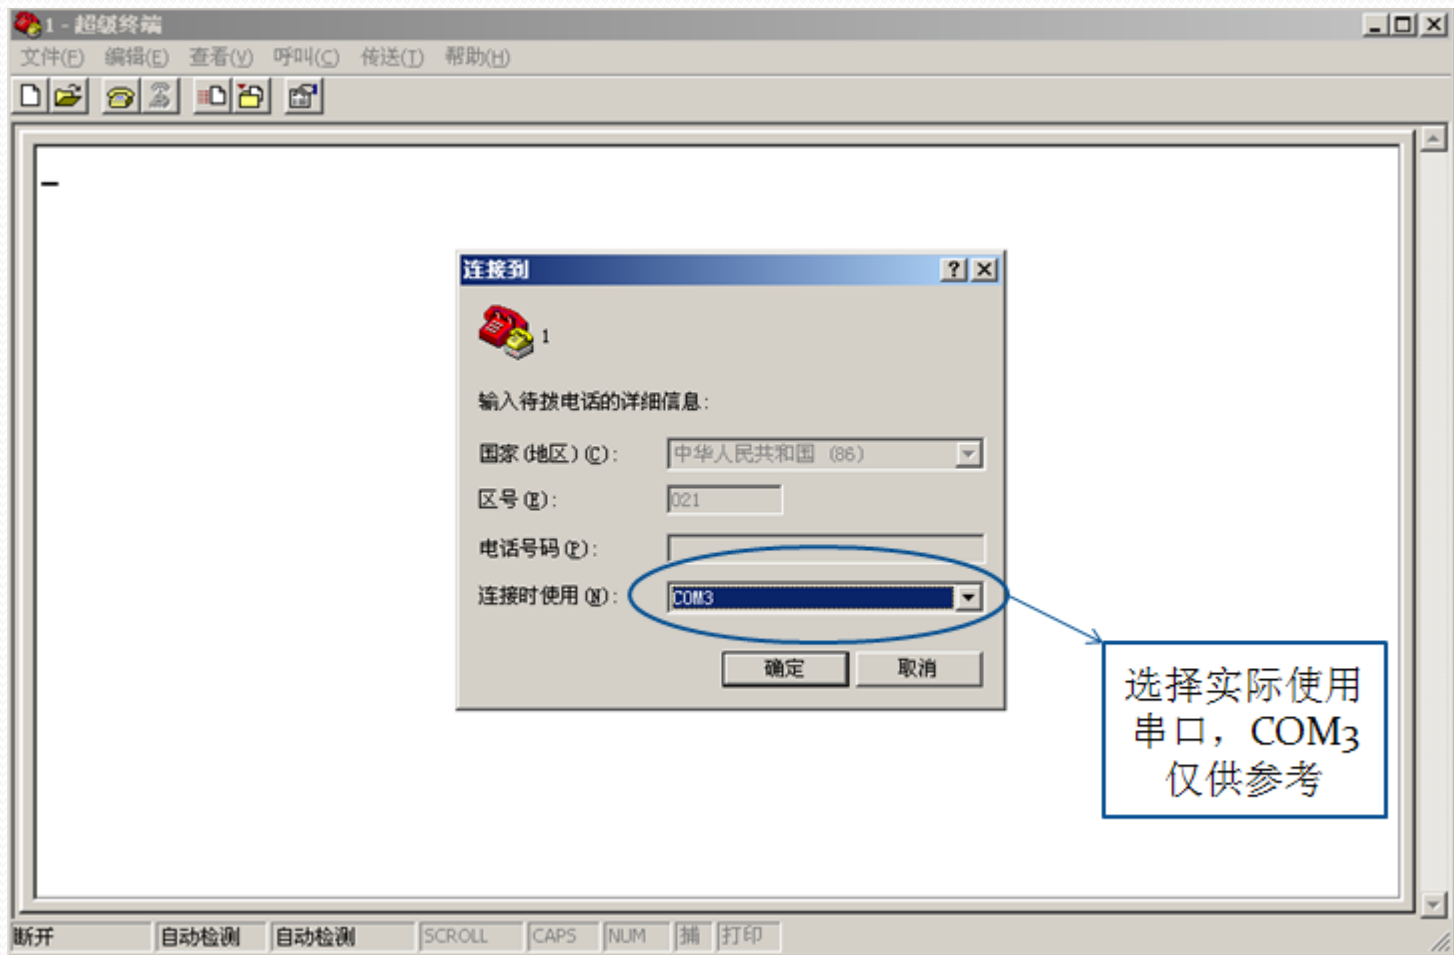 1 - 超级终端
文件(F) 编辑(E) 查看(V) 呼叫(C) 传送(T) 帮助(H)
连接到
1
输入待拨电话的详细信息:
国家(地区)(C): 中华人民共和国 (86)
区号(E): 021
电话号码(P):
连接时使用(N): COM3
确定 取消
选择实际使用
串口，COM3
仅供参考
断开 自动检测 自动检测 SCROLL CAPS NUM 捕 打印